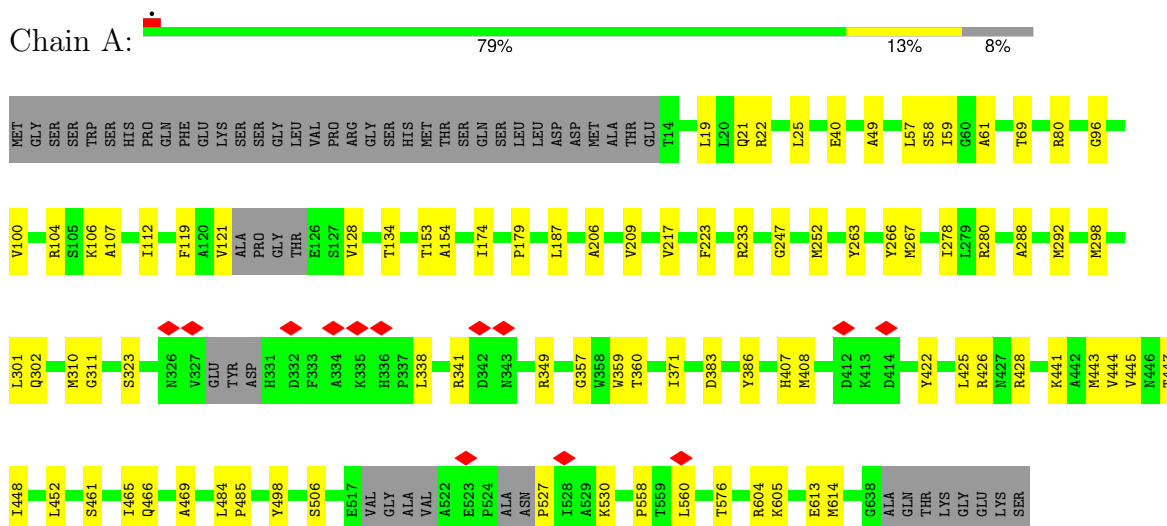 Chain A:
79% 13% 8%
MET GLY SER SER TRP SER HIS PRO GLN PHE GLU LYS SER SER GLY LEU VAL PRO ARG GLY SER HIS MET THR SER GLN SER LEU LEU ASP ASP MET ALA THR GLU T14 L19 L20 Q21 R22 L25 E40 A49 L57 S58 I59 G60 A61 T69 R80 G96
V100 R104 S105 K106 A107 I112 F119 A120 V121 ALA PRO GLY THR E126 S127 V128 T134 T153 A154 I174 P179 L187 A206 V209 V217 F223 R233 G247 M252 Y263 Y266 M267 I278 L279 R280 A288 M292 M298
L301 Q302 M310 G311 S323 N326 V327 GLU TYR ASP H331 D332 F333 A334 K335 H336 P337 L338 R341 D342 N343 R349 G357 W358 W359 T360 I371 D383 Y386 H407 M408 D412 K413 D414 Y422 L425 R426 N427 R428 K441 A442 M443 V444 V445 N446 T447
I448 L452 S461 I465 Q466 A469 L484 P485 Y498 S506 E517 VAL GLY ALA VAL A522 E523 P524 ALA ASN P527 I528 A529 K530 P558 T559 L560 T576 R604 K605 E613 M614 G638 ALA GLN THR LYS GLY GLU LYS SER